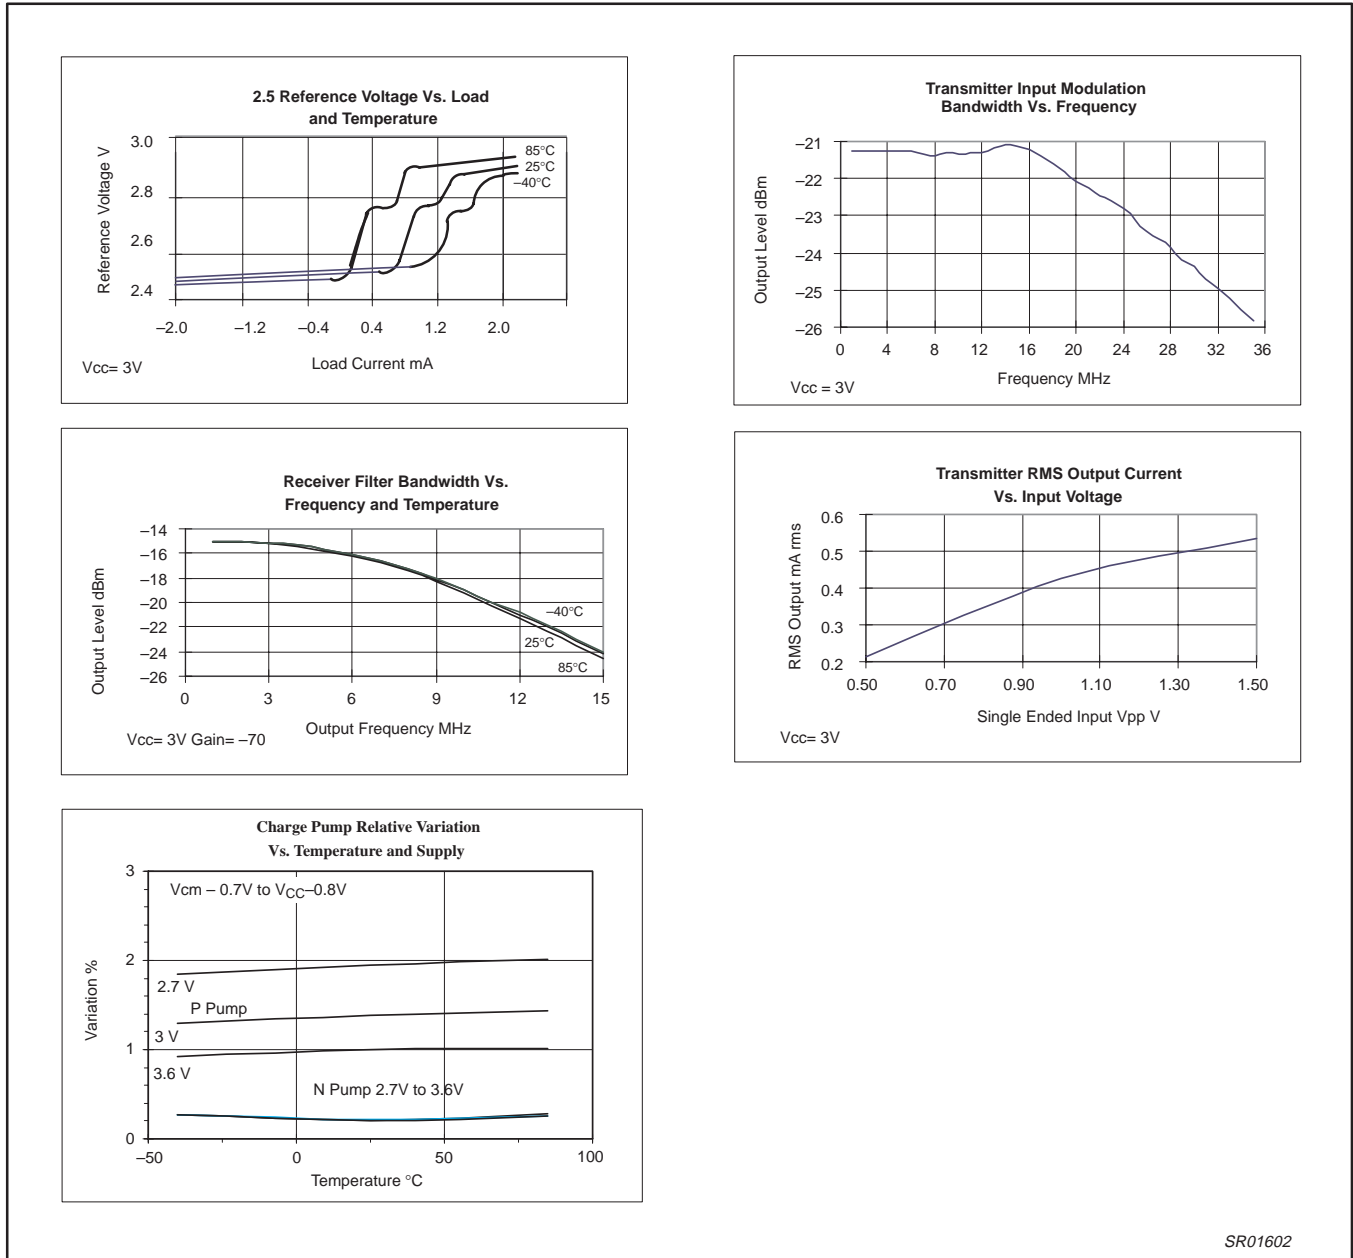 2.5 Reference Voltage Vs. Load
and Temperature
Reference Voltage V
3.0
2.8
2.6
2.4
85°C
25°C
–40°C
–2.0 –1.2 –0.4 0.4 1.2 2.0
Load Current mA
Vcc= 3V
Transmitter Input Modulation
Bandwidth Vs. Frequency
Output Level dBm
–21
–22
–23
–24
–25
–26
0 4 8 12 16 20 24 28 32 36
Frequency MHz
Vcc = 3V
Receiver Filter Bandwidth Vs.
Frequency and Temperature
Output Level dBm
–14
–16
–18
–20
–22
–24
–26
–40°C
25°C
85°C
0 3 6 9 12 15
Output Frequency MHz
Vcc= 3V Gain= –70
Transmitter RMS Output Current
Vs. Input Voltage
RMS Output mA rms
0.6
0.5
0.4
0.3
0.2
0.50 0.70 0.90 1.10 1.30 1.50
Single Ended Input Vpp V
Vcc= 3V
Charge Pump Relative Variation
Vs. Temperature and Supply
Variation %
3
2
1
0
Vcm – 0.7V to VCC–0.8V
2.7 V
P Pump
3 V
3.6 V
N Pump 2.7V to 3.6V
–50 0 50 100
Temperature °C
SR01602